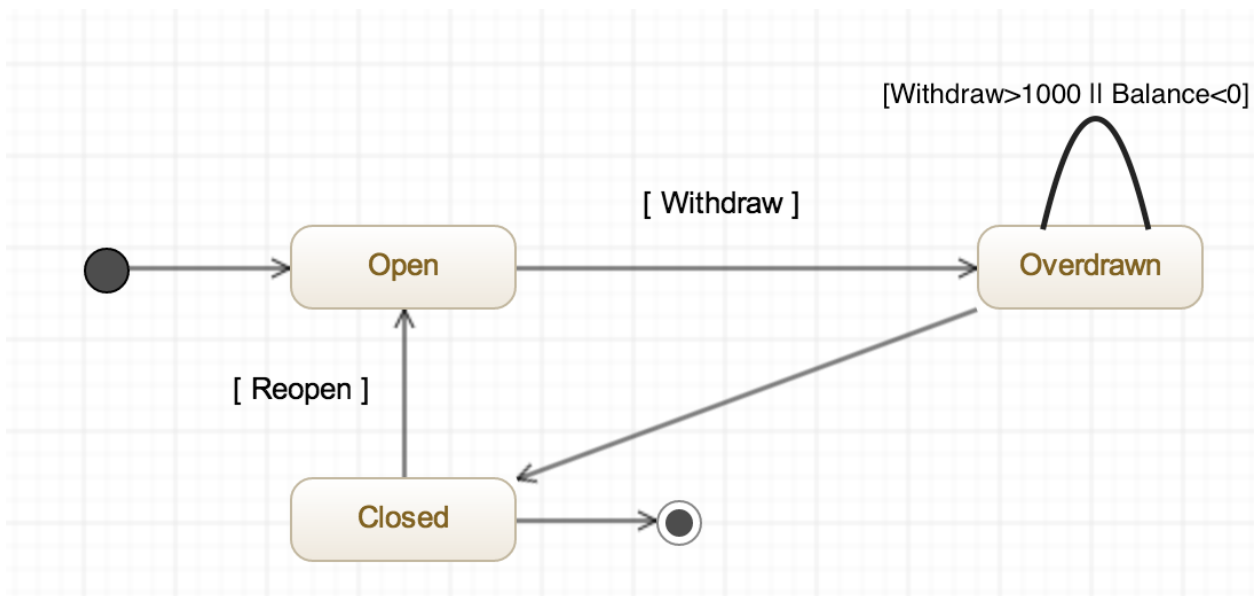 [Withdraw>1000 || Balance<0]
[ Withdraw ]
Open
Overdrawn
[ Reopen ]
Closed